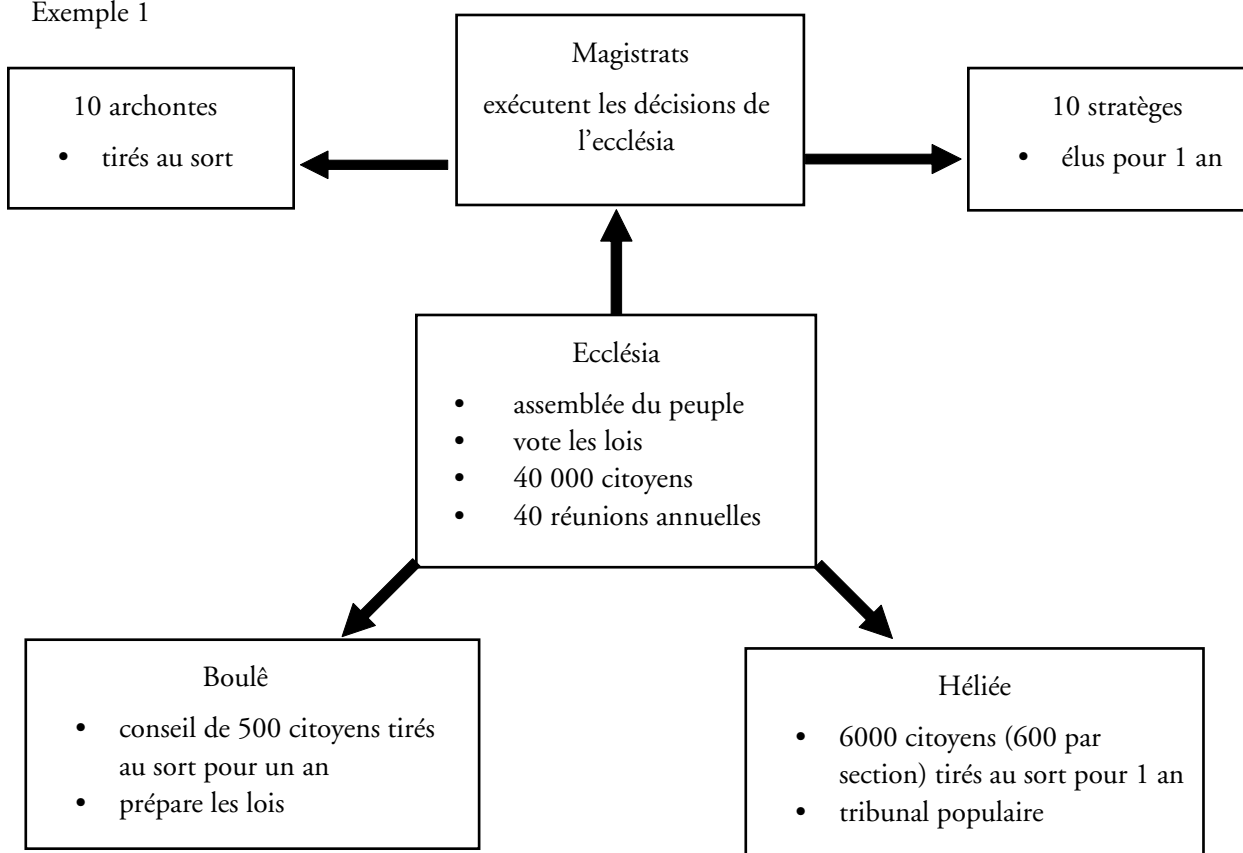 Exemple 1
Magistrats
exécutent les décisions de
l'ecclésia
10 archontes
• tirés au sort
10 stratèges
• élus pour 1 an
Ecclésia
• assemblée du peuple
• vote les lois
• 40 000 citoyens
• 40 réunions annuelles
Boulê
• conseil de 500 citoyens tirés
au sort pour un an
• prépare les lois
Héliée
• 6000 citoyens (600 par
section) tirés au sort pour 1 an
• tribunal populaire